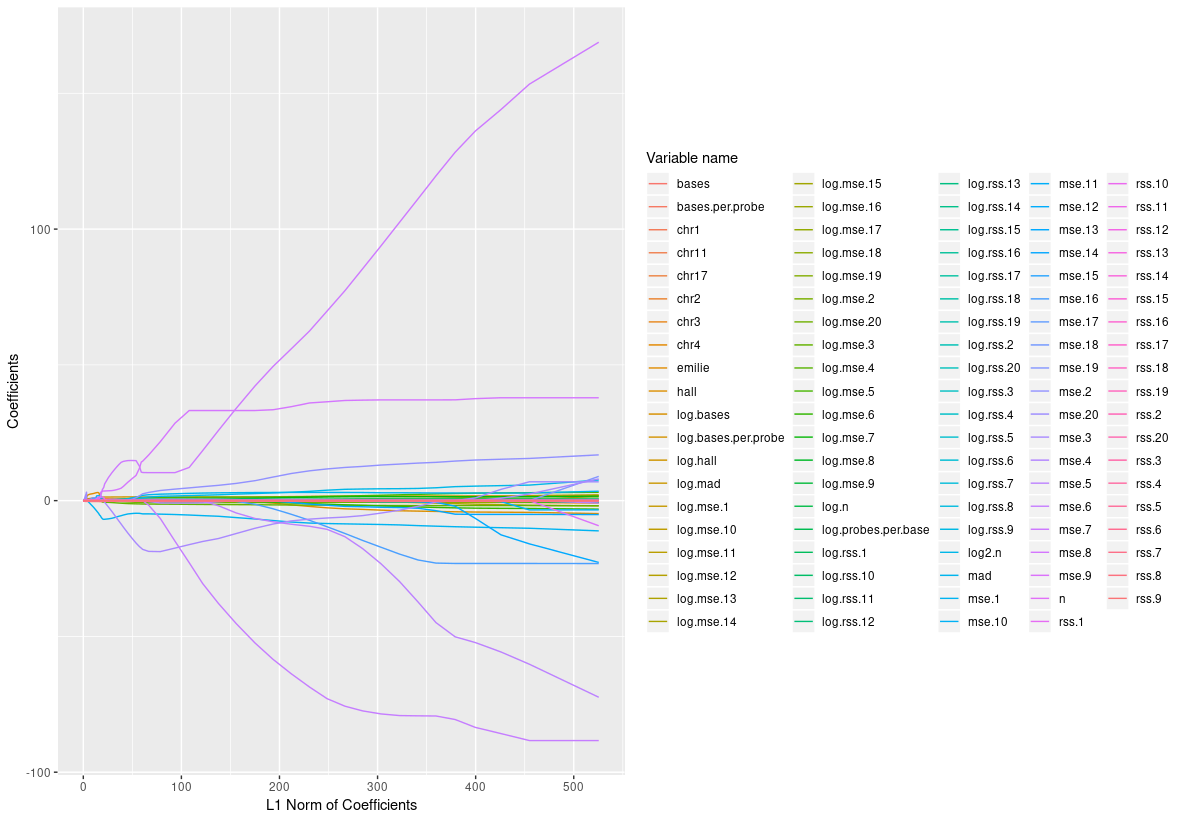 100
0
-100
Coefficients
0
100
200
300
400
500
L1 Norm of Coefficients
Variable name
bases
bases.per.probe
chr1
chr11
chr17
chr2
chr3
chr4
emilie
hall
log.bases
log.bases.per.probe
log.hall
log.mad
log.mse.1
log.mse.10
log.mse.11
log.mse.12
log.mse.13
log.mse.14
log.mse.15
log.mse.16
log.mse.17
log.mse.18
log.mse.19
log.mse.2
log.mse.20
log.mse.3
log.mse.4
log.mse.5
log.mse.6
log.mse.7
log.mse.8
log.mse.9
log.n
log.probes.per.base
log.rss.1
log.rss.10
log.rss.11
log.rss.12
log.rss.13
log.rss.14
log.rss.15
log.rss.16
log.rss.17
log.rss.18
log.rss.19
log.rss.2
log.rss.20
log.rss.3
log.rss.4
log.rss.5
log.rss.6
log.rss.7
log.rss.8
log.rss.9
log2.n
mad
mse.1
mse.10
mse.11
mse.12
mse.13
mse.14
mse.15
mse.16
mse.17
mse.18
mse.19
mse.2
mse.20
mse.3
mse.4
mse.5
mse.6
mse.7
mse.8
mse.9
n
rss.1
rss.10
rss.11
rss.12
rss.13
rss.14
rss.15
rss.16
rss.17
rss.18
rss.19
rss.2
rss.20
rss.3
rss.4
rss.5
rss.6
rss.7
rss.8
rss.9